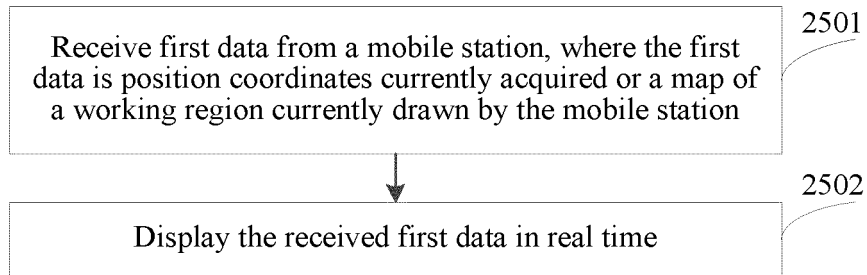 2501
Receive first data from a mobile station, where the first
data is position coordinates currently acquired or a map of
a working region currently drawn by the mobile station
2502
Display the received first data in real time